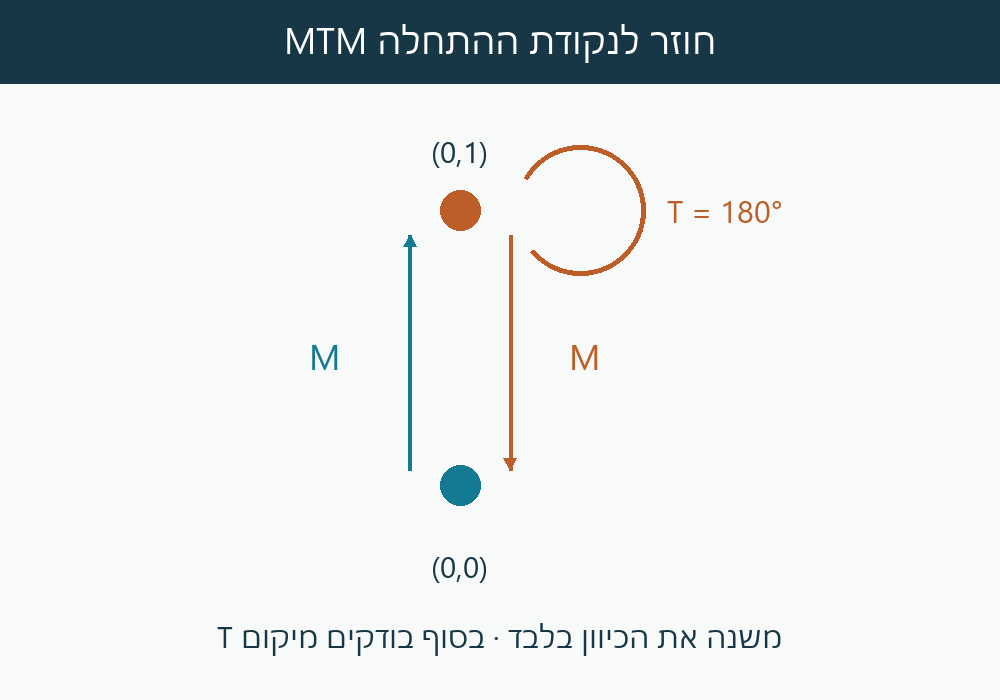 MTM חוזר לנקודת ההתחלה
(0,1)
T = 180°
M
M
(0,0)
T משנה את הכיוון בלבד · בסוף בודקים מיקום